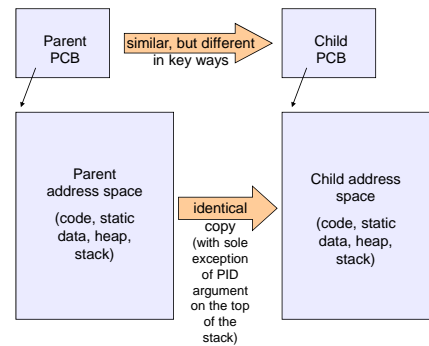 Parent
PCB
similar, but different
in key ways
Child
PCB
Parent
address space
(code, static
data, heap,
stack)
identical
copy
(with sole
exception
of PID
argument
on the top
of the
stack)
Child address
space
(code, static
data, heap,
stack)